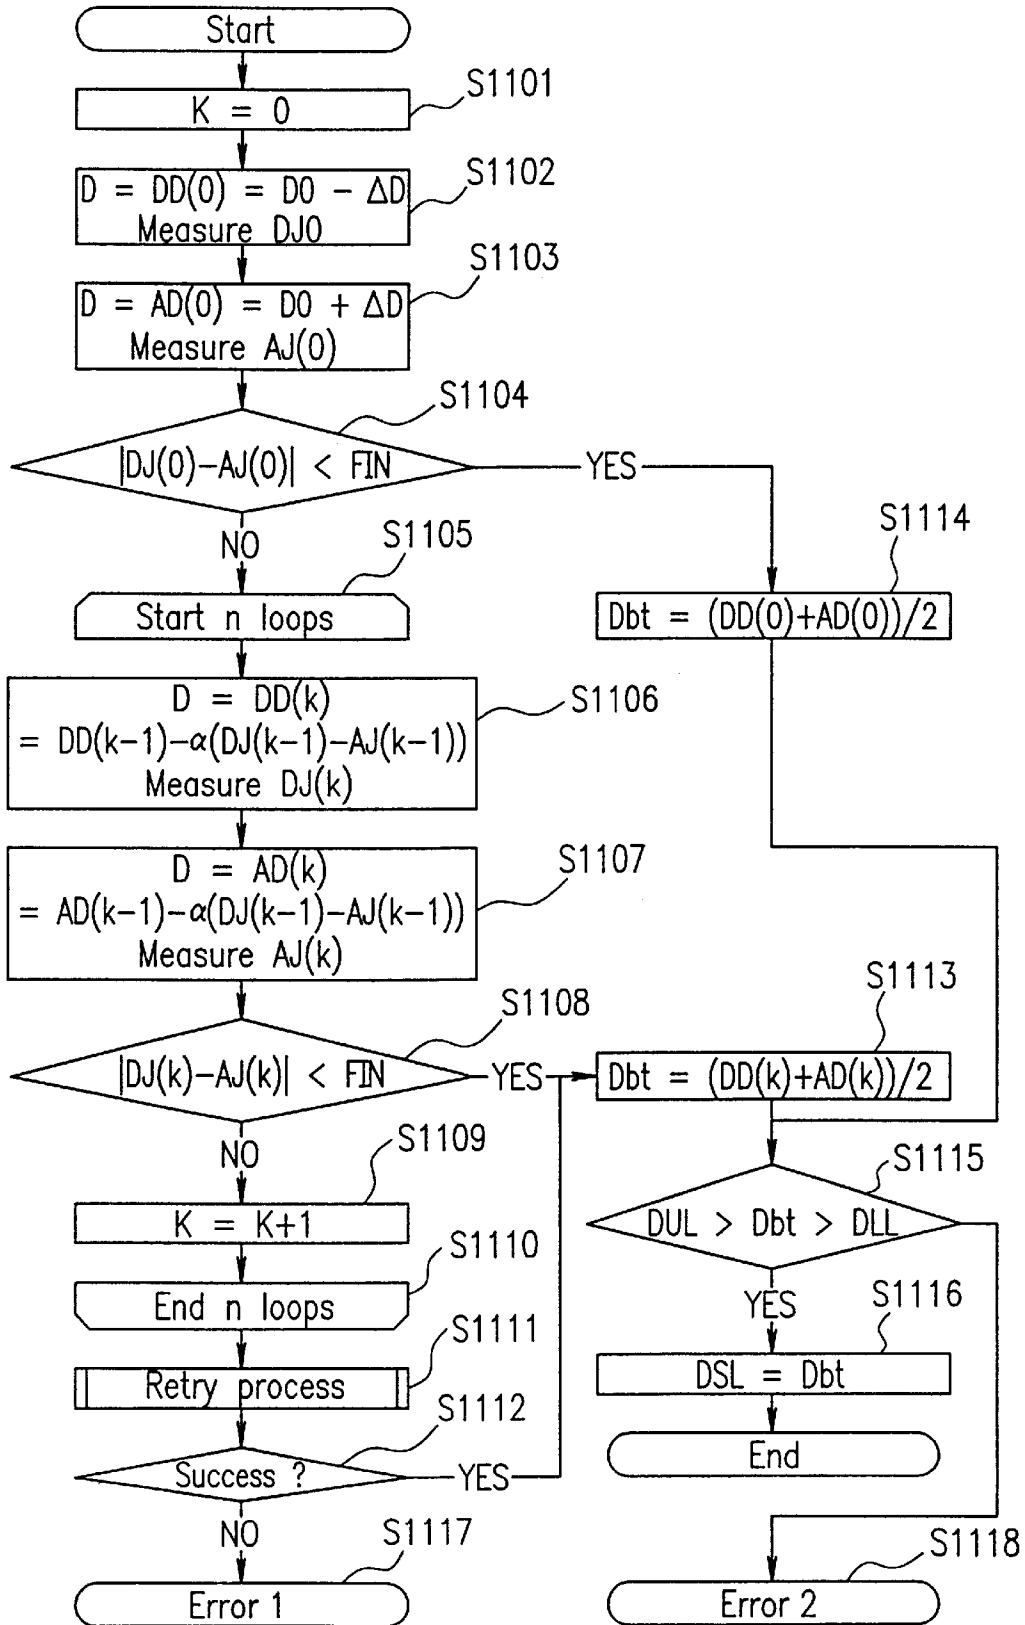 Start
S1101
K = 0
S1102
D = DD(0) = D0 - ΔD
Measure DJ0
S1103
D = AD(0) = D0 + ΔD
Measure AJ(0)
S1104
|DJ(0)-AJ(0)| < FIN
YES
NO
S1105
Start n loops
S1114
Dbt = (DD(0)+AD(0))/2
S1106
D = DD(k)
= DD(k-1)-α(DJ(k-1)-AJ(k-1))
Measure DJ(k)
S1107
D = AD(k)
= AD(k-1)-α(DJ(k-1)-AJ(k-1))
Measure AJ(k)
S1108
|DJ(k)-AJ(k)| < FIN
YES
NO
S1113
Dbt = (DD(k)+AD(k))/2
S1109
K = K+1
S1110
End n loops
S1111
Retry process
S1112
Success ?
YES
NO
S1117
Error 1
S1115
DUL > Dbt > DLL
YES
S1116
DSL = Dbt
End
S1118
Error 2